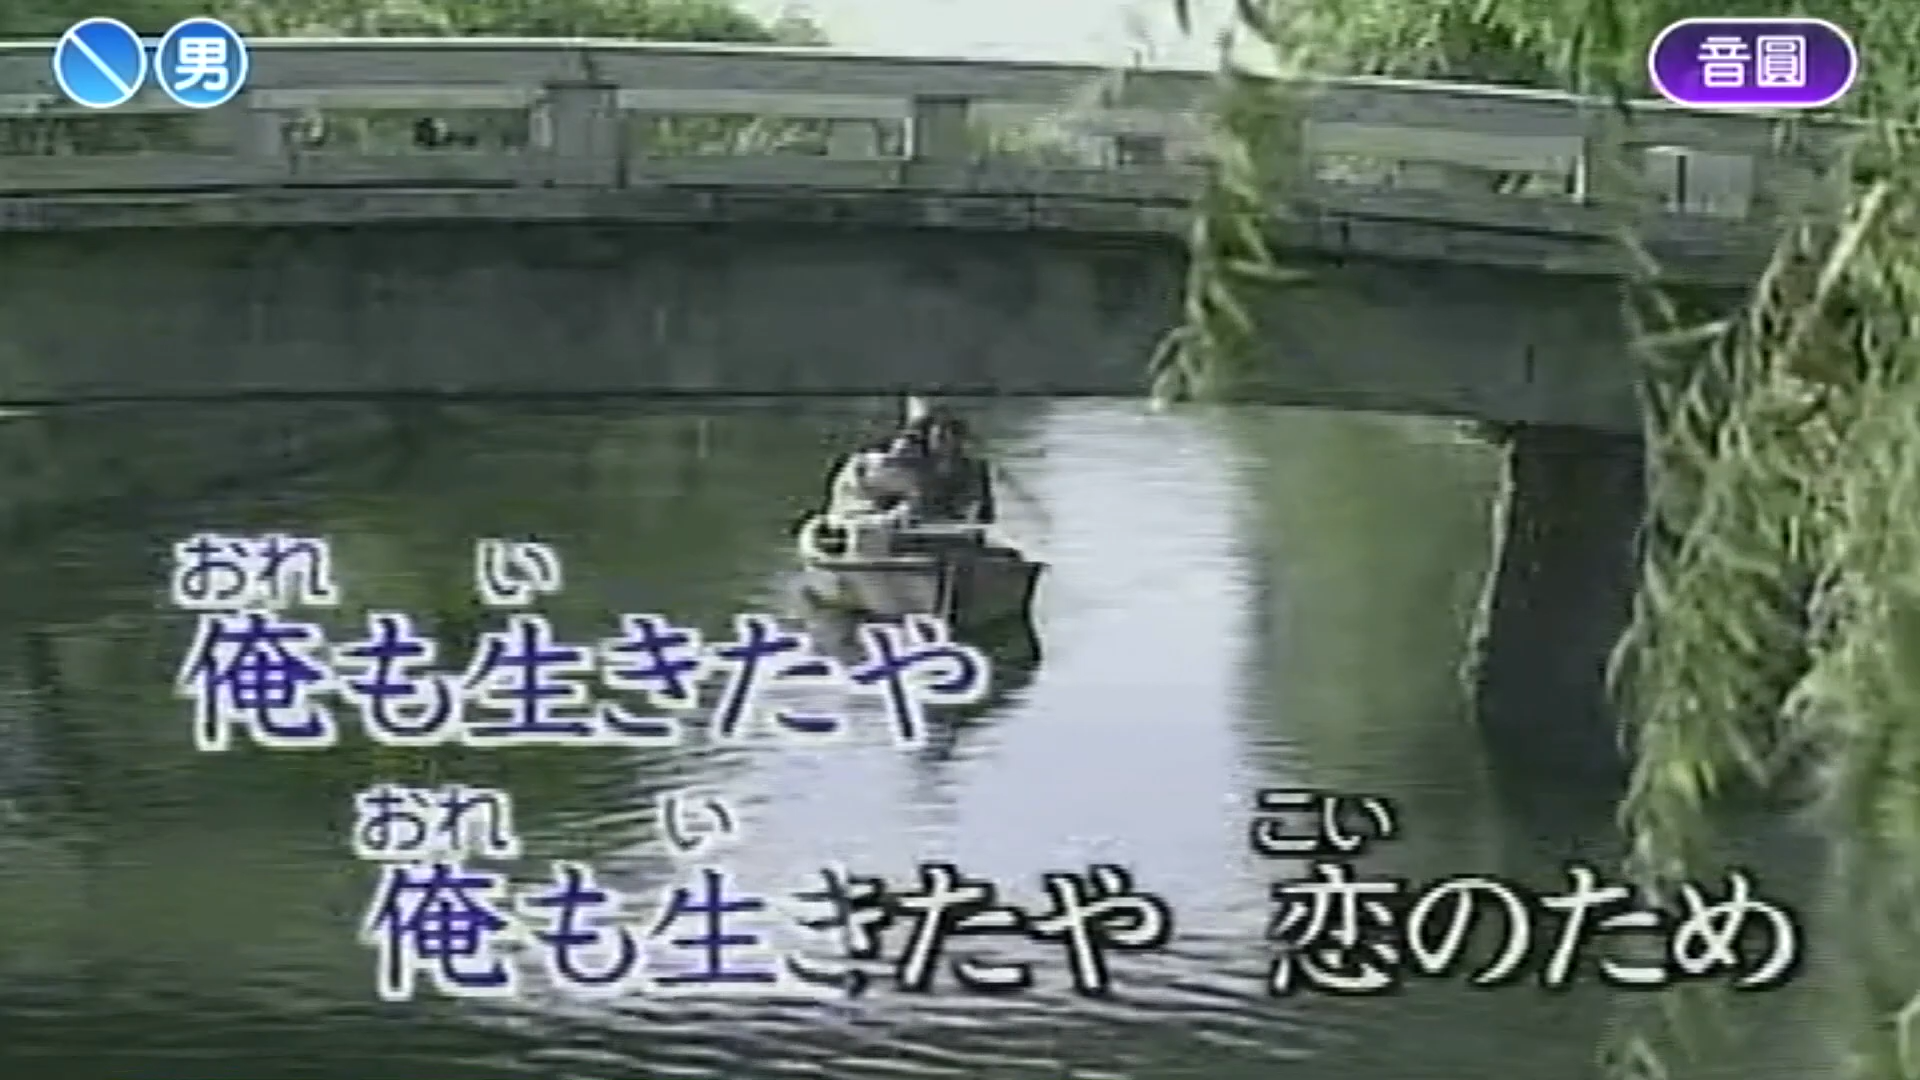 男
音圓
おれ い
俺も生きたや
おれ い こい
俺も生きたや 恋のため